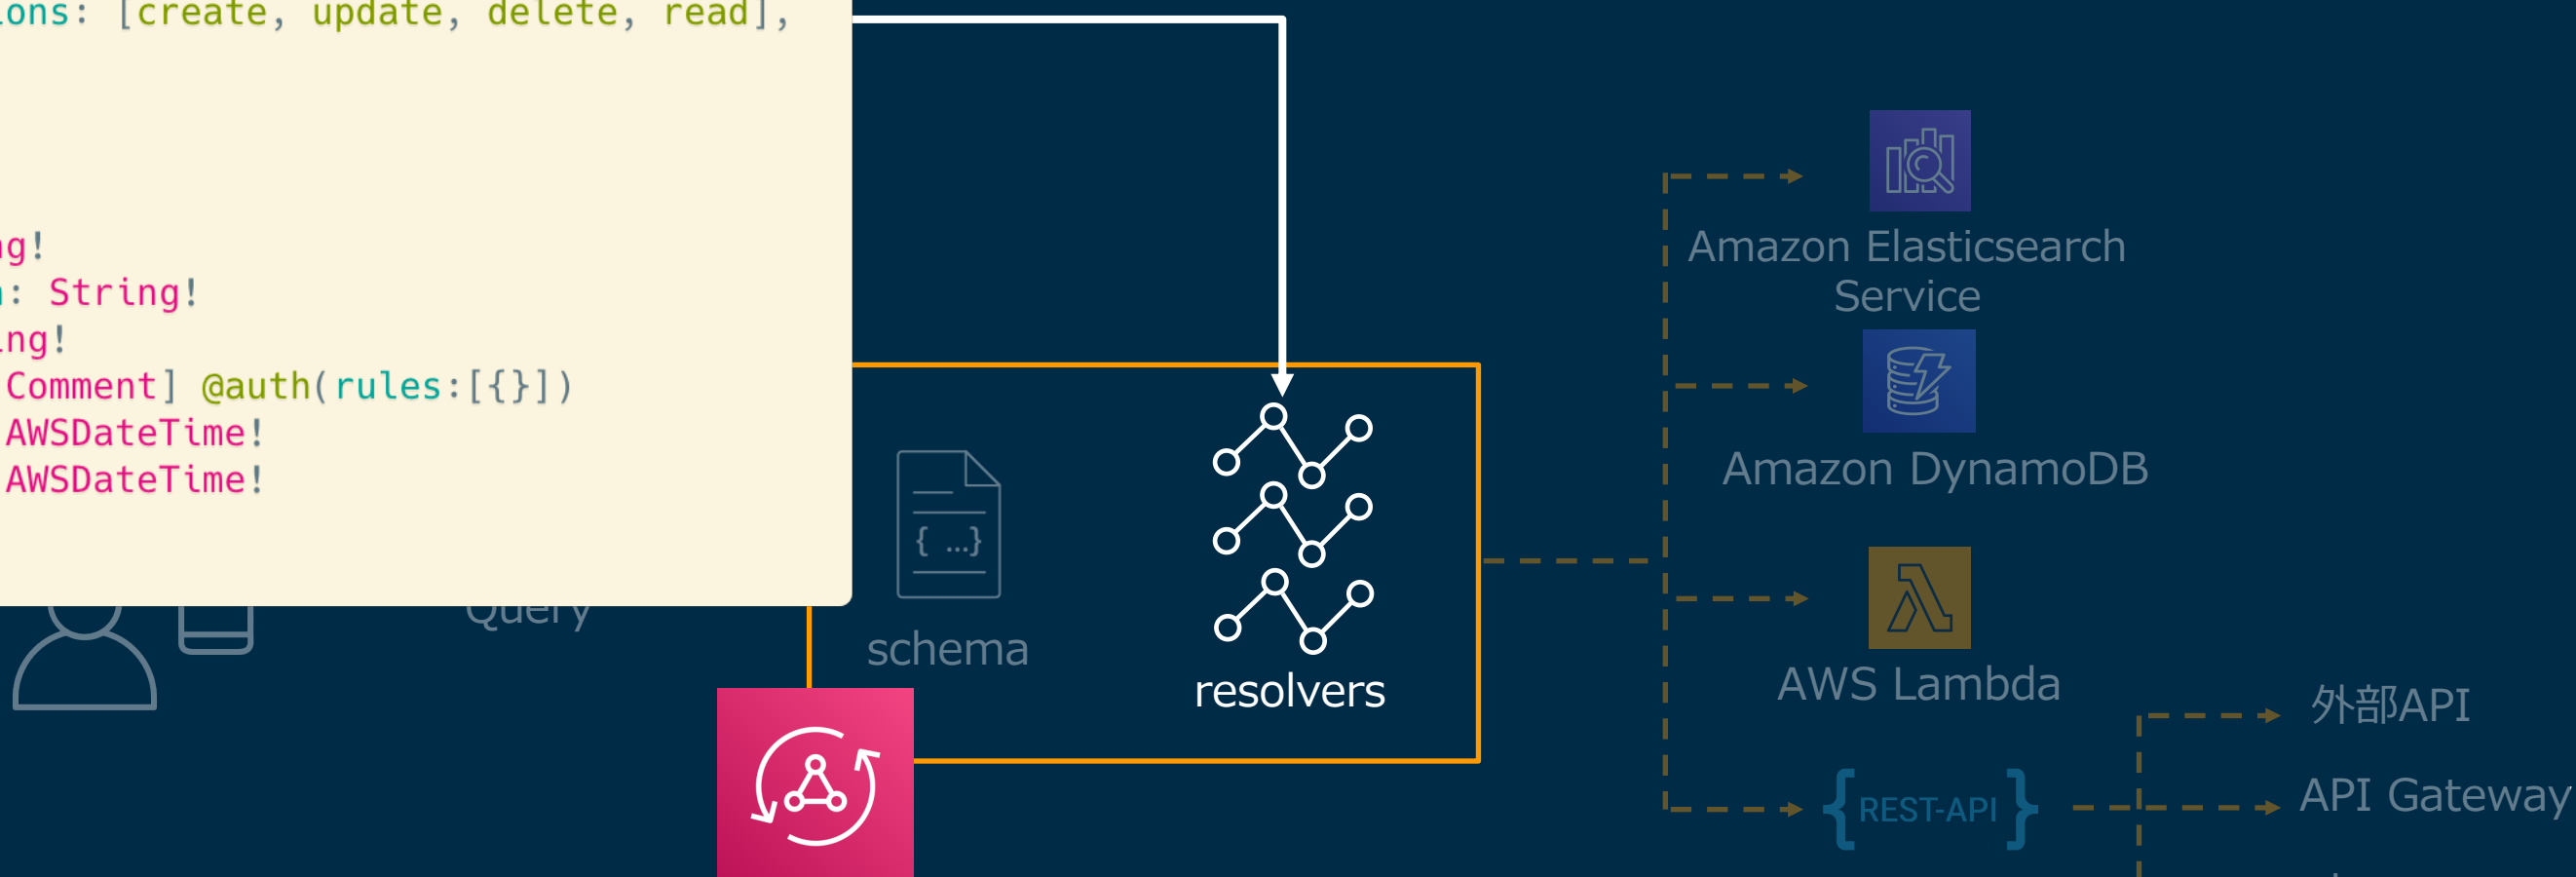 ons: [create, update, delete, read],
g!
: String!
ng!
Comment] @auth(rules:[{}])
AWSDateTime!
AWSDateTime!
Query
{ ...}
schema
resolvers
Amazon Elasticsearch
Service
Amazon DynamoDB
AWS Lambda
{REST-API}
外部API
API Gateway